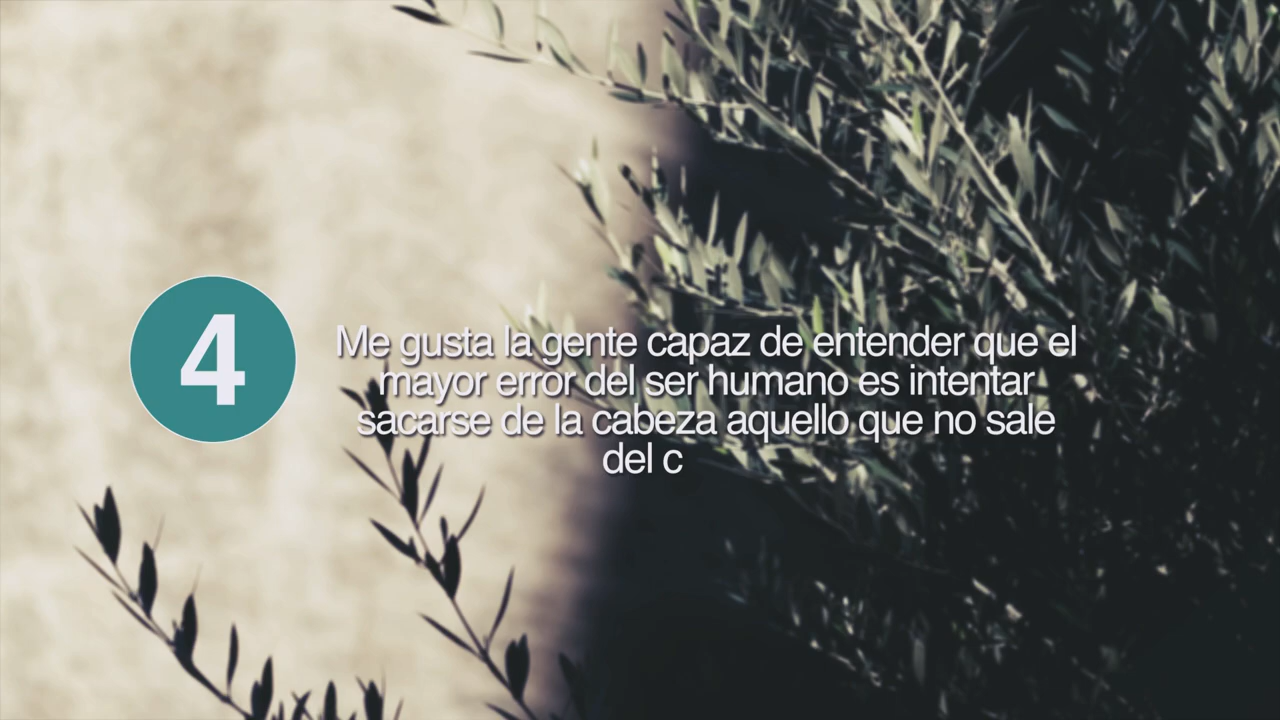 4
Me gusta la gente capaz de entender que el
mayor error del ser humano es intentar
sacarse de la cabeza aquello que no sale
del c